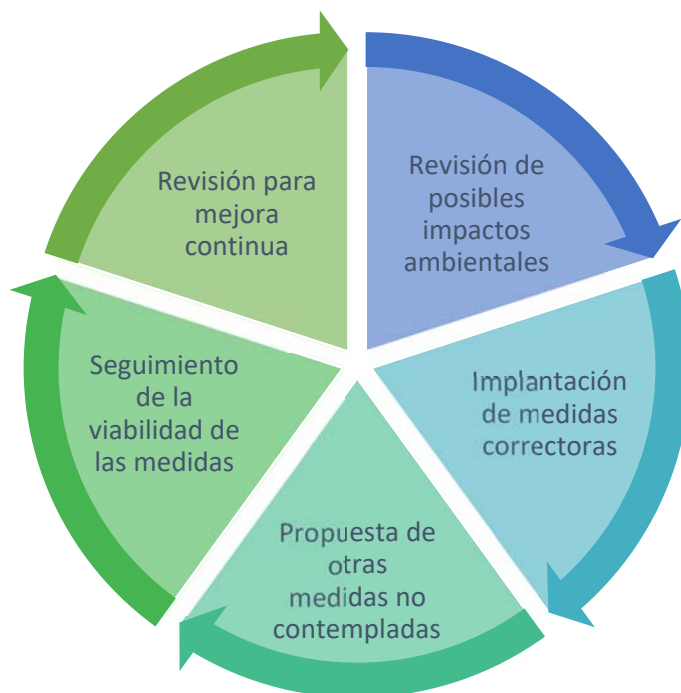 Revisión de
posibles
impactos
ambientales
Implantación
de medidas
correctoras
Propuesta de
otras
medidas no
contempladas
Seguimiento
de la
viabilidad de
las medidas
Revisión para
mejora
continua